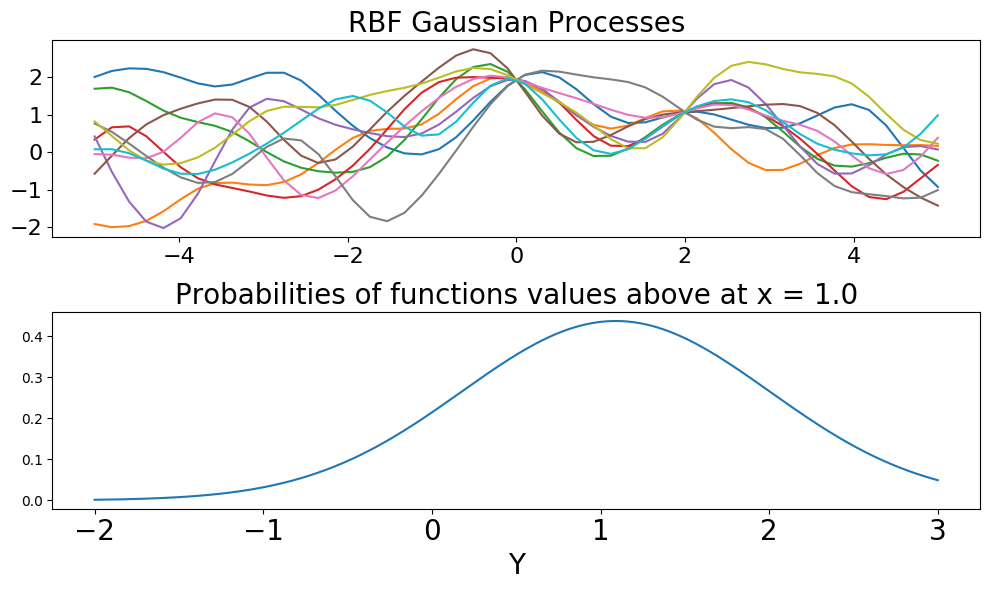 RBF Gaussian Processes
2
1
0
−1
−2
−4 −2 0 2 4
Probabilities of functions values above at x = 1.0
0.4
0.3
0.2
0.1
0.0
−2 −1 0 1 2 3
Y